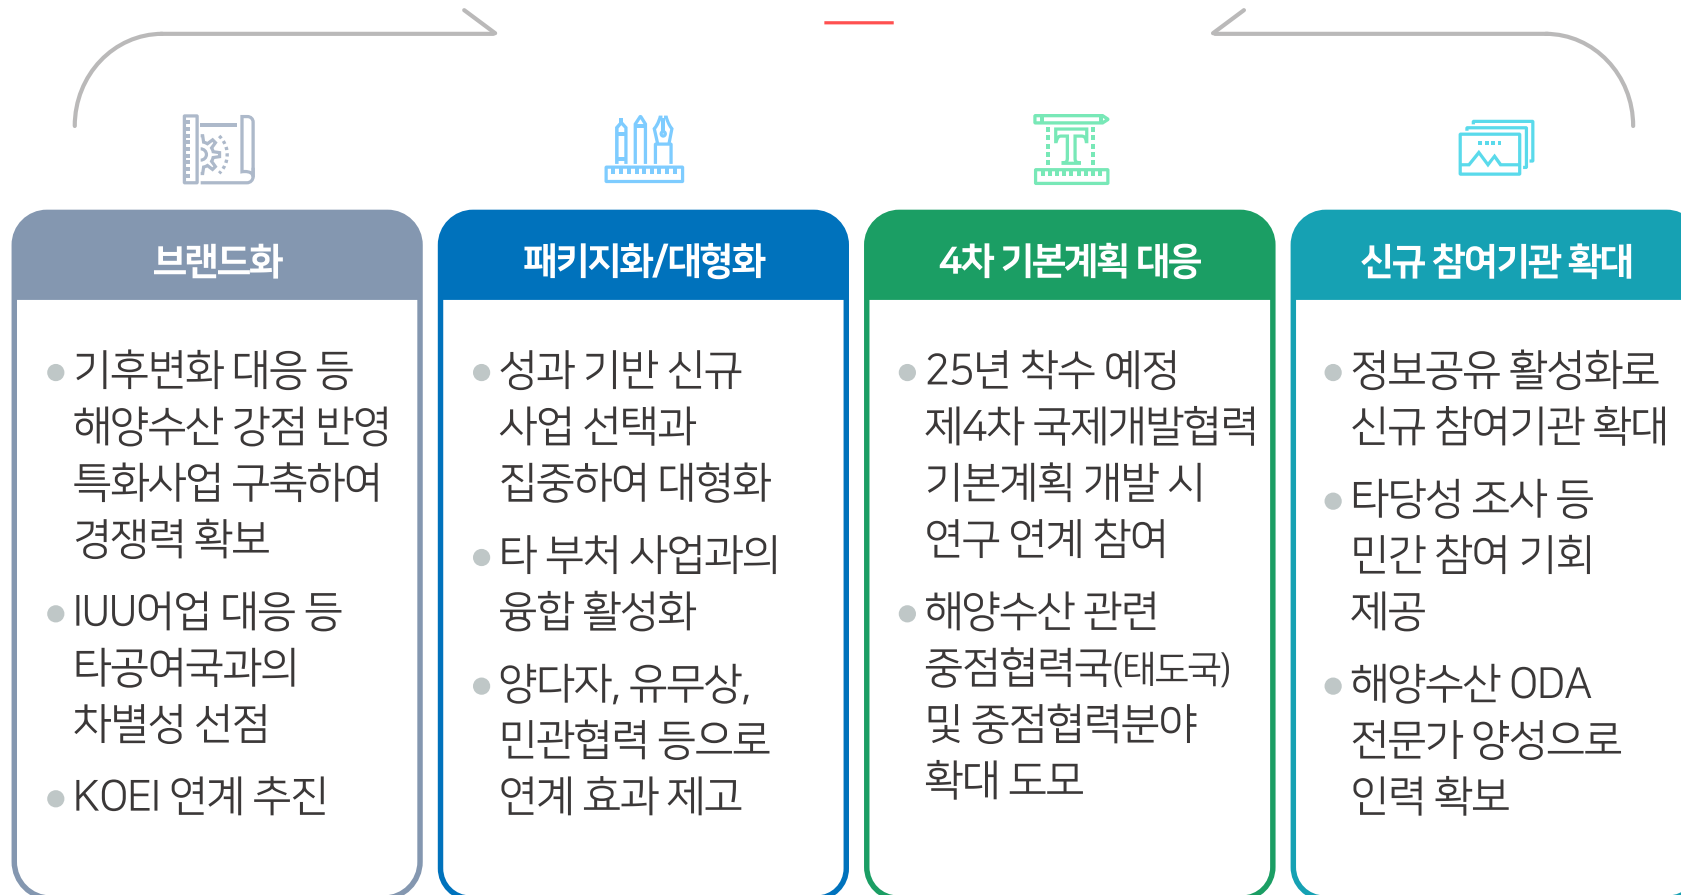 브랜드화
기후변화 대응 등
해양수산 강점 반영
특화사업 구축하여
경쟁력 확보
IUU어업 대응 등
타공여국과의
차별성 선점
KOEI 연계 추진
패키지화/대형화
성과 기반 신규
사업 선택과
집중하여 대형화
타 부처 사업과의
융합 활성화
양다자, 유무상,
민관협력 등으로
연계 효과 제고
4차 기본계획 대응
25년 착수 예정
제4차 국제개발협력
기본계획 개발 시
연구 연계 참여
해양수산 관련
중점협력국(태도국)
및 중점협력분야
확대 도모
신규 참여기관 확대
정보공유 활성화로
신규 참여기관 확대
타당성 조사 등
민간 참여 기회
제공
해양수산 ODA
전문가 양성으로
인력 확보